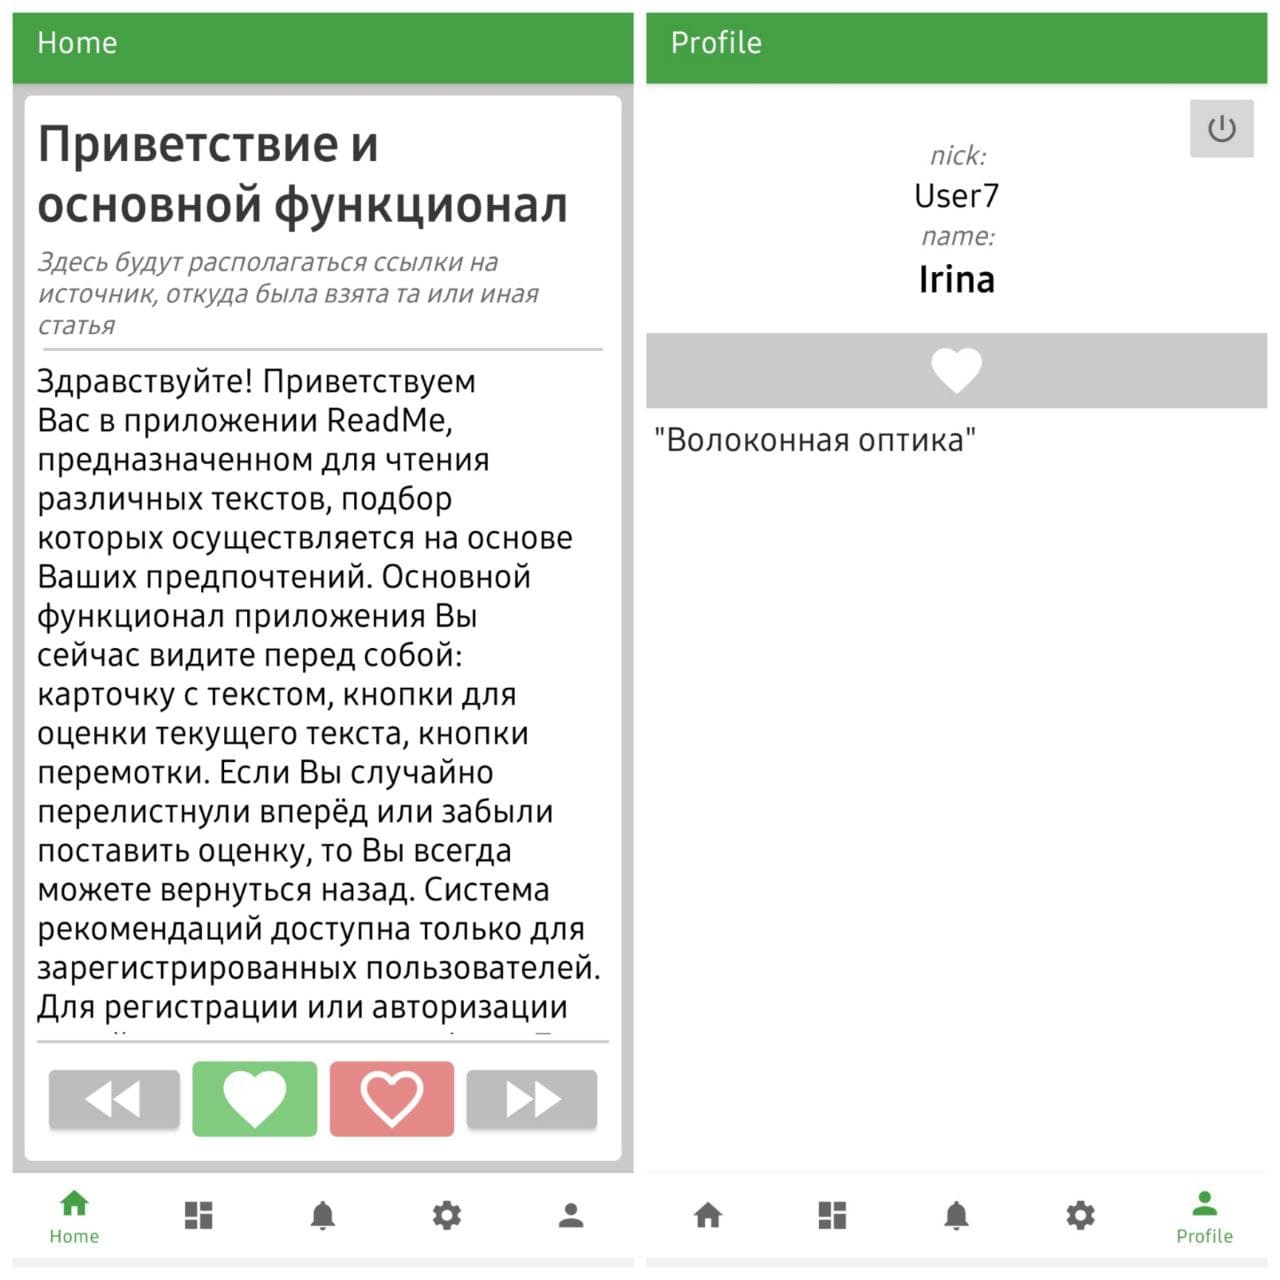 Home
Приветствие и
основной функционал
Здесь будут располагаться ссылки на
источник, откуда была взята та или иная
статья
Здравствуйте! Приветствуем
Вас в приложении ReadMe,
предназначенном для чтения
различных текстов, подбор
которых осуществляется на основе
Ваших предпочтений. Основной
функционал приложения Вы
сейчас видите перед собой:
карточку с текстом, кнопки для
оценки текущего текста, кнопки
перемотки. Если Вы случайно
перелистнули вперёд или забыли
поставить оценку, то Вы всегда
можете вернуться назад. Система
рекомендаций доступна только для
зарегистрированных пользователей.
Для регистрации или авторизации
Home
Profile
nick:
User7
name:
Irina
"Волоконная оптика"
Profile